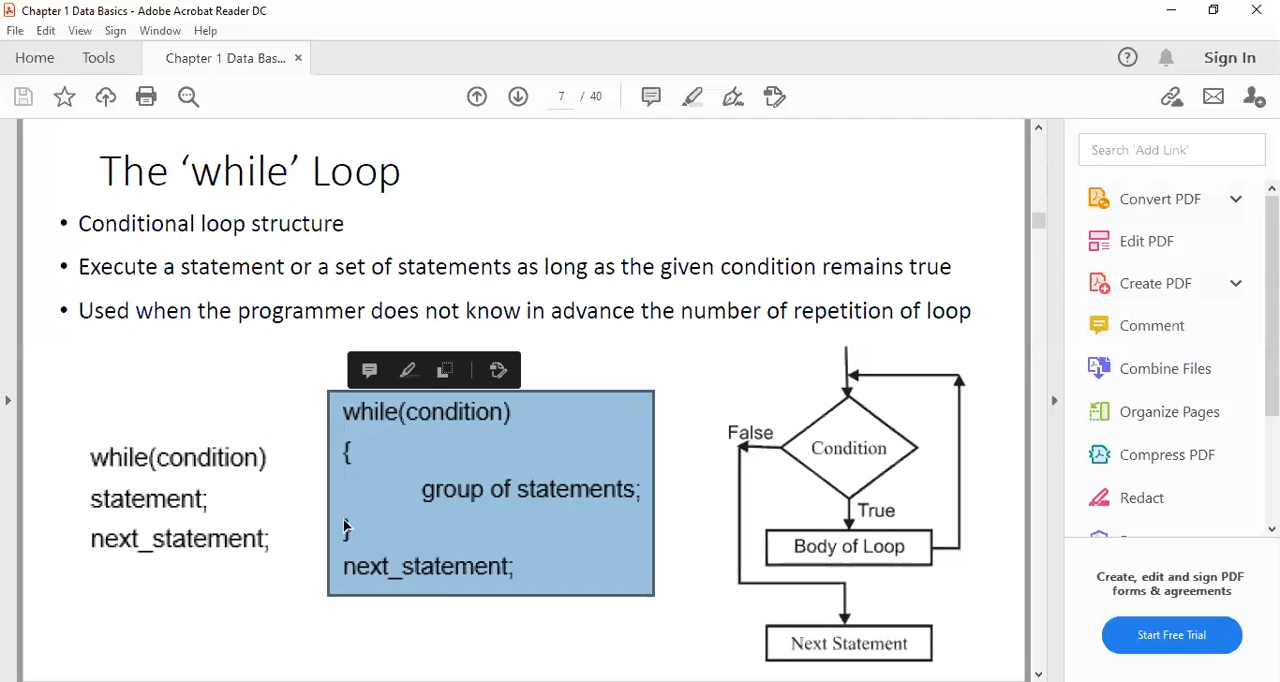 Chapter 1 Data Basics - Adobe Acrobat Reader DC
File Edit View Sign Window Help
Home Tools Chapter 1 Data Bas... × Sign In
7 / 40
The ‘while’ Loop
• Conditional loop structure
• Execute a statement or a set of statements as long as the given condition remains true
• Used when the programmer does not know in advance the number of repetition of loop
while(condition)
statement;
next_statement;
while(condition)
{
group of statements;
}
next_statement;
False
Condition
True
Body of Loop
Next Statement
Search 'Add Link'
Convert PDF
Edit PDF
Create PDF
Comment
Combine Files
Organize Pages
Compress PDF
Redact
Create, edit and sign PDF
forms & agreements
Start Free Trial